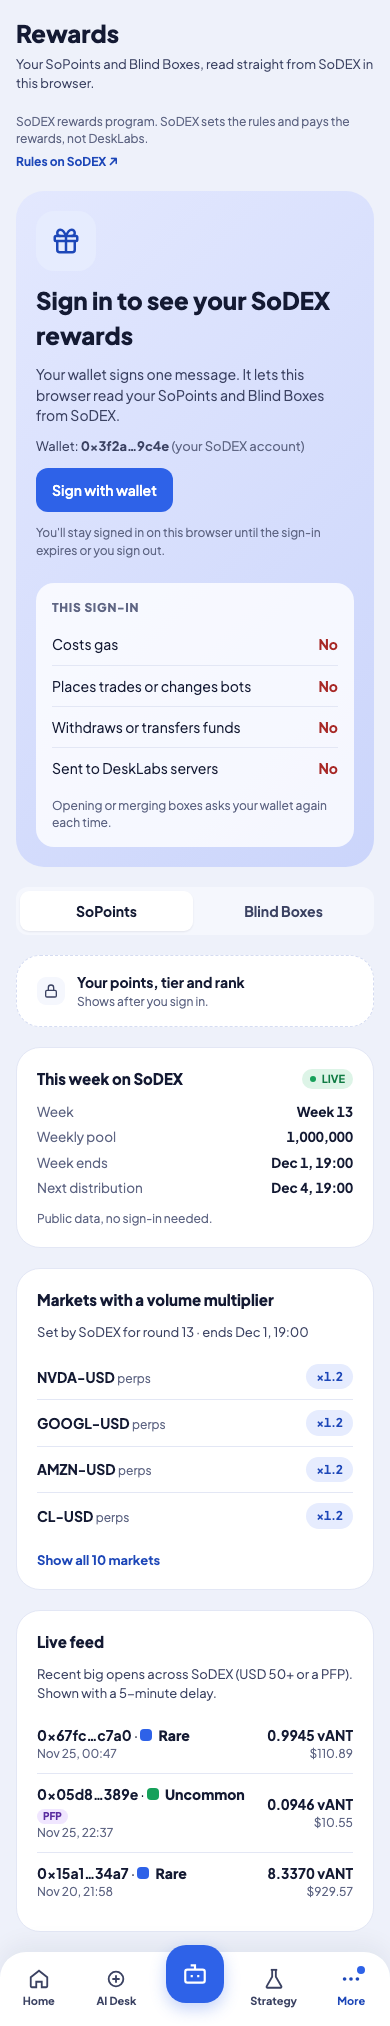 Rewards
Your SoPoints and Blind Boxes, read straight from SoDEX in
this browser.
SoDEX rewards program. SoDEX sets the rules and pays the
rewards, not DeskLabs.
Rules on SoDEX ↗
Sign in to see your SoDEX
rewards
Your wallet signs one message. It lets this
browser read your SoPoints and Blind Boxes
from SoDEX.
Wallet: 0×3f2a…9c4e (your SoDEX account)
Sign with wallet
You'll stay signed in on this browser until the sign-in
expires or you sign out.
THIS SIGN-IN
Costs gas No
Places trades or changes bots No
Withdraws or transfers funds No
Sent to DeskLabs servers No
Opening or merging boxes asks your wallet again
each time.
SoPoints Blind Boxes
Your points, tier and rank
Shows after you sign in.
This week on SoDEX LIVE
Week Week 13
Weekly pool 1,000,000
Week ends Dec 1, 19:00
Next distribution Dec 4, 19:00
Public data, no sign-in needed.
Markets with a volume multiplier
Set by SoDEX for round 13 · ends Dec 1, 19:00
NVDA-USD perps ×1.2
GOOGL-USD perps ×1.2
AMZN-USD perps ×1.2
CL-USD perps ×1.2
Show all 10 markets
Live feed
Recent big opens across SoDEX (USD 50+ or a PFP).
Shown with a 5-minute delay.
0×67fc…c7a0 · Rare 0.9945 vANT
Nov 25, 00:47 $110.89
0×05d8…389e · Uncommon 0.0946 vANT
PFP
Nov 25, 22:37 $10.55
0×15a1…34a7 · Rare 8.3370 vANT
Nov 20, 21:58 $929.57
Home AI Desk Strategy More